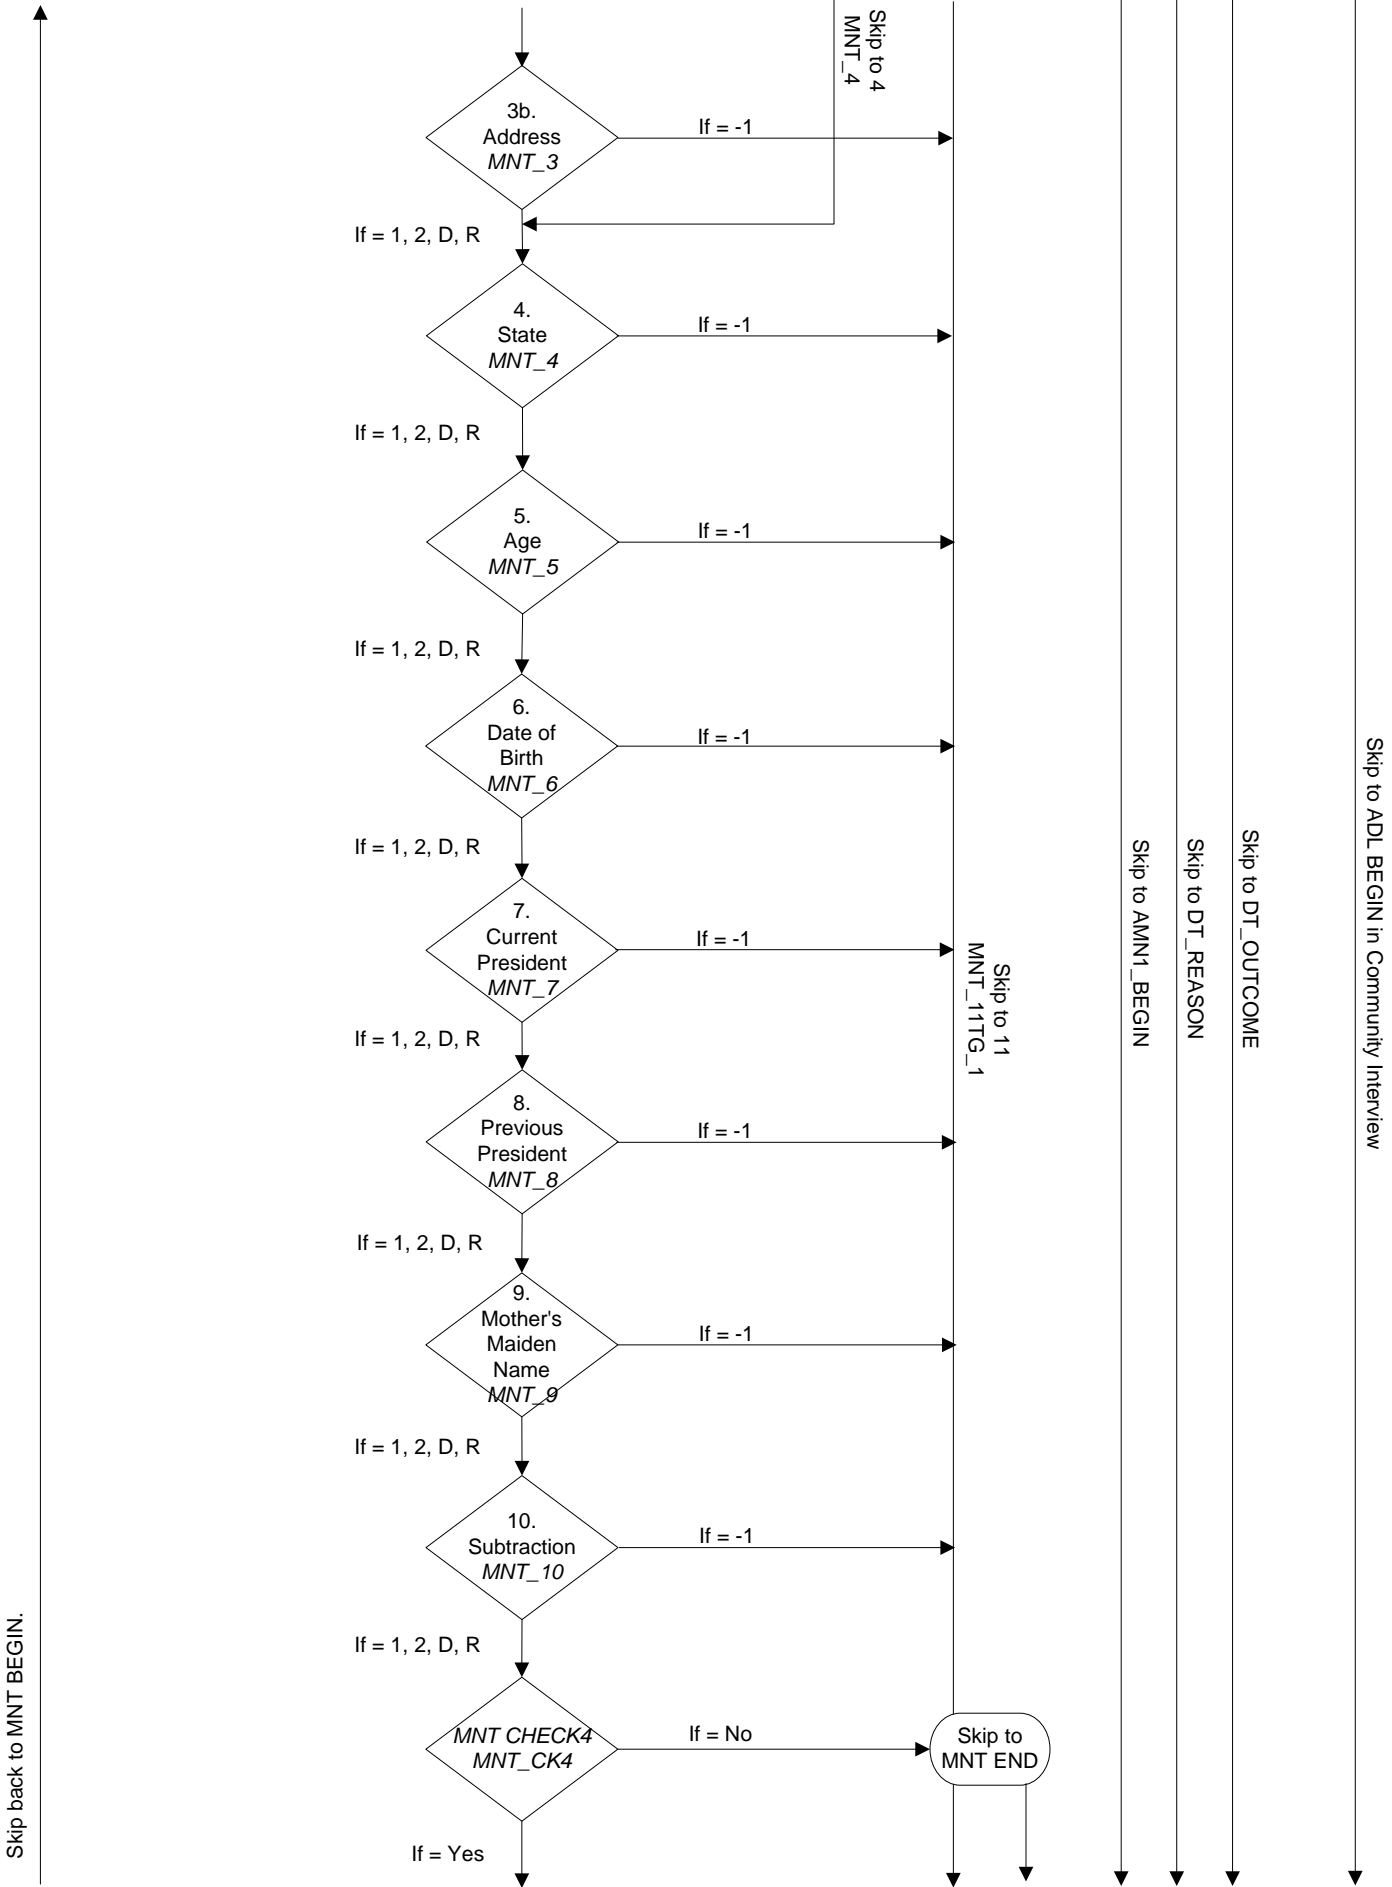 Skip to 4
MNT_4
3b.
Address
MNT_3
If = -1
If = 1, 2, D, R
4.
State
MNT_4
If = -1
If = 1, 2, D, R
5.
Age
MNT_5
If = -1
If = 1, 2, D, R
6.
Date of
Birth
MNT_6
If = -1
If = 1, 2, D, R
7.
Current
President
MNT_7
If = -1
If = 1, 2, D, R
8.
Previous
President
MNT_8
If = -1
If = 1, 2, D, R
9.
Mother's
Maiden
Name
MNT_9
If = -1
If = 1, 2, D, R
10.
Subtraction
MNT_10
If = -1
If = 1, 2, D, R
MNT CHECK4
MNT_CK4
If = No
Skip to
MNT END
If = Yes
Skip to 11
MNT_11TG_1
Skip to AMN1_BEGIN
Skip to DT_REASON
Skip to DT_OUTCOME
Skip to ADL BEGIN in Community Interview
Skip back to MNT BEGIN.